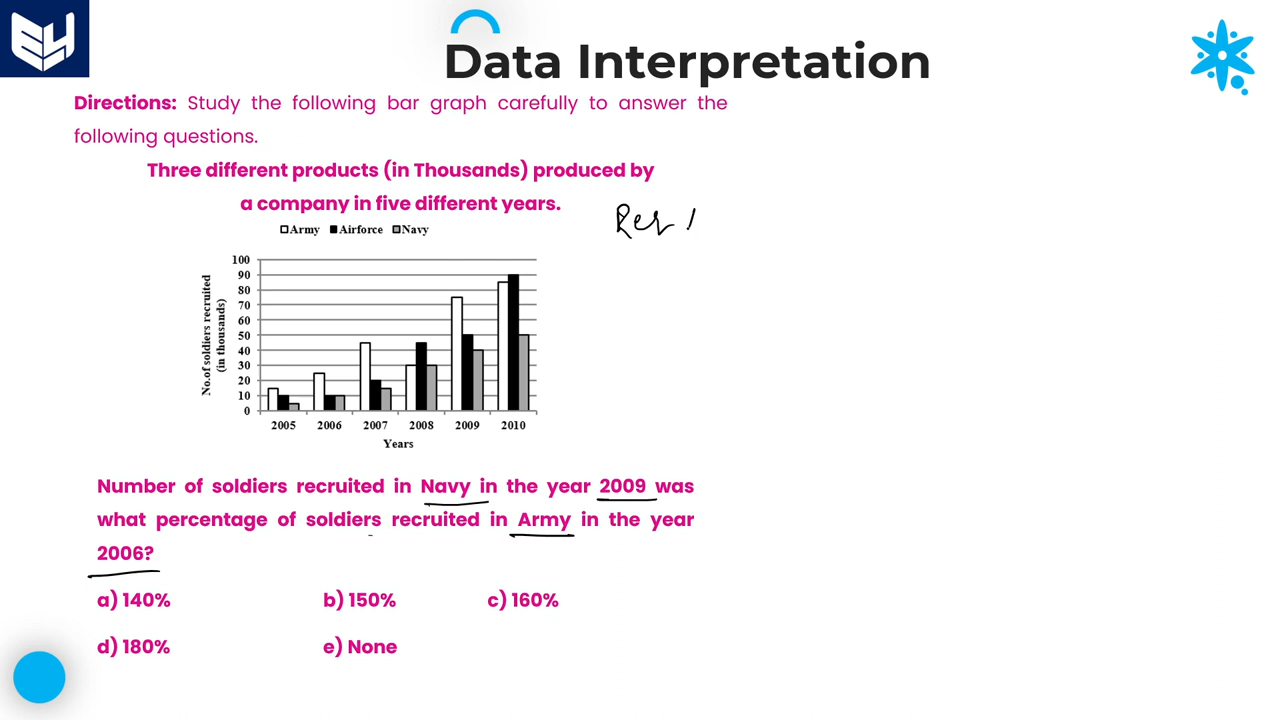 Data Interpretation
Directions: Study the following bar graph carefully to answer the
following questions.
Three different products (in Thousands) produced by
a company in five different years.
Army Airforce Navy
No.of soldiers recruited
(in thousands)
100
90
80
70
60
50
40
30
20
10
0
2005 2006 2007 2008 2009 2010
Years
Number of soldiers recruited in Navy in the year 2009 was
what percentage of soldiers recruited in Army in the year
2006?
a) 140% b) 150% c) 160%
d) 180% e) None